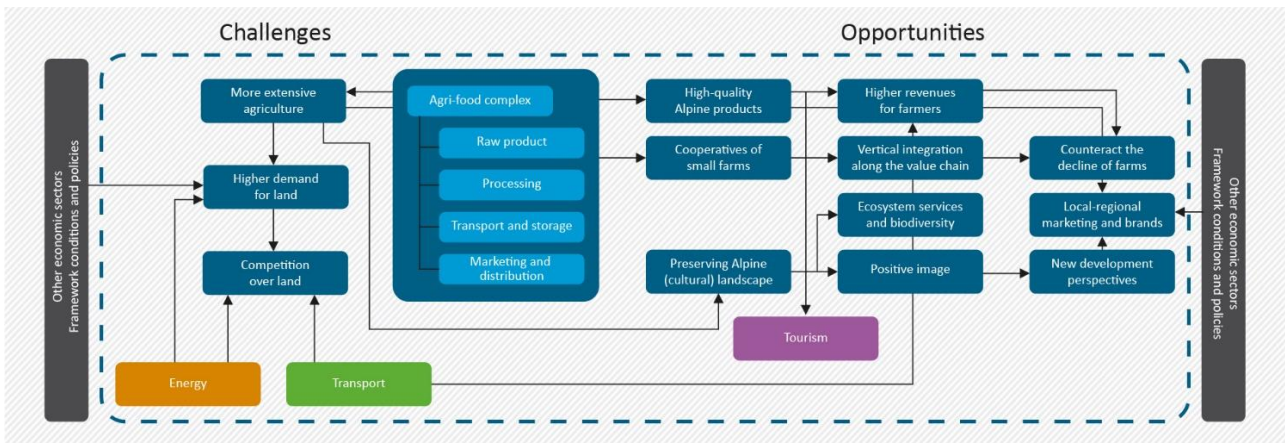 Challenges
Opportunities
Other economic sectors
Framework conditions and policies
More extensive
agriculture
Higher demand
for land
Competition
over land
Energy
Transport
Agri-food complex
Raw product
Processing
Transport and storage
Marketing and
distribution
High-quality
Alpine products
Cooperatives of
small farms
Preserving Alpine
(cultural) landscape
Tourism
Higher revenues
for farmers
Vertical integration
along the value chain
Ecosystem services
and biodiversity
Positive image
Counteract the
decline of farms
Local-regional
marketing and brands
New development
perspectives
Other economic sectors
Framework conditions and policies